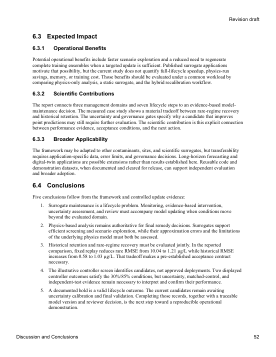 Revision draft
6.3 Expected Impact
6.3.1 Operational Benefits
Potential operational benefits include faster scenario exploration and a reduced need to regenerate
complete training ensembles when a targeted update is sufficient. Published surrogate applications
motivate that possibility, but the current study does not quantify full-lifecycle speedup, physics-run
savings, memory, or training cost. Those benefits should be evaluated under a common workload by
comparing physics-only analysis, a static surrogate, and the hybrid recalibration workflow.
6.3.2 Scientific Contributions
The report connects three management domains and seven lifecycle steps to an evidence-based model-
maintenance decision. The measured case study shows a material tradeoff between rare-regime recovery
and historical retention. The uncertainty and governance gates specify why a candidate that improves
point predictions may still require further evaluation. The scientific contribution is this explicit connection
between performance evidence, acceptance conditions, and the next action.
6.3.3 Broader Applicability
The framework may be adapted to other contaminants, sites, and scientific surrogates, but transferability
requires application-specific data, error limits, and governance decisions. Long-horizon forecasting and
digital-twin applications are possible extensions rather than results established here. Reusable code and
demonstration datasets, when documented and cleared for release, can support independent evaluation
and broader adoption.
6.4 Conclusions
Five conclusions follow from the framework and controlled update evidence:
1. Surrogate maintenance is a lifecycle problem. Monitoring, evidence-based intervention,
uncertainty assessment, and review must accompany model updating when conditions move
beyond the evaluated domain.
2. Physics-based analysis remains authoritative for final remedy decisions. Surrogates support
efficient screening and scenario exploration, while their approximation errors and the limitations
of the underlying physics model must both be assessed.
3. Historical retention and rare-regime recovery must be evaluated jointly. In the reported
comparison, fixed replay reduces rare RMSE from 10.04 to 1.21 µg/L, while historical RMSE
increases from 0.58 to 1.03 µg/L. That tradeoff makes a pre-established acceptance contract
necessary.
4. The illustrative controller screen identifies candidates, not approved deployments. Two displayed
controller outcomes satisfy the 30%/85% conditions, but uncertainty, matched-control, and
independent-test evidence remain necessary to interpret and confirm their performance.
5. A documented hold is a valid lifecycle outcome. The current candidates remain awaiting
uncertainty calibration and final validation. Completing those records, together with a traceable
model version and reviewer decision, is the next step toward a reproducible operational
demonstration.
Discussion and Conclusions
52